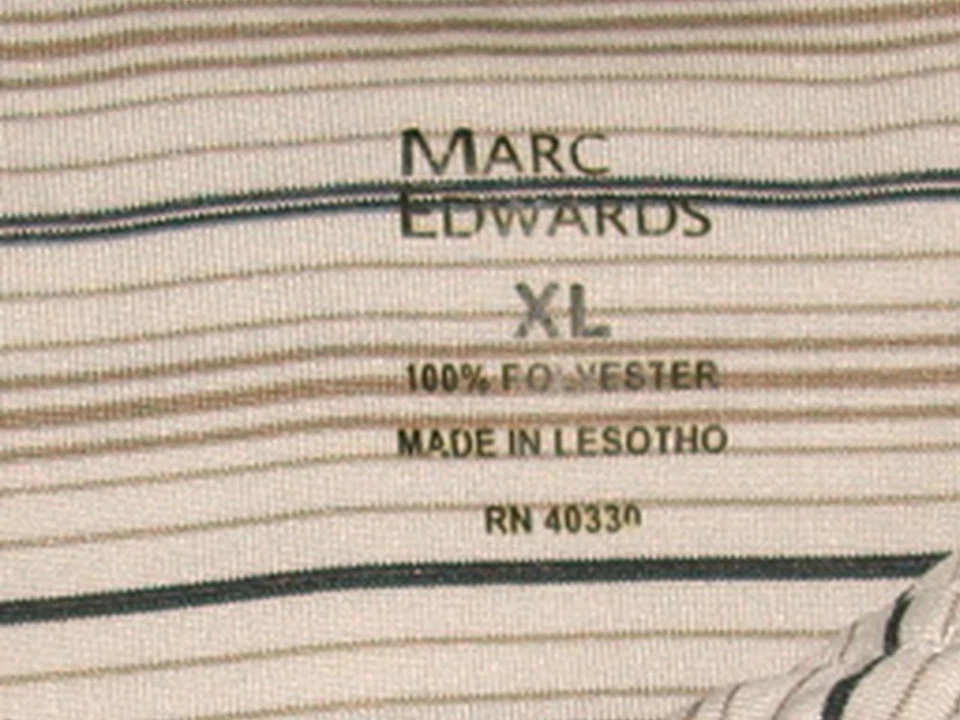 MARC
EDWARDS
XL
100% POLYESTER
MADE IN LESOTHO
RN 40330